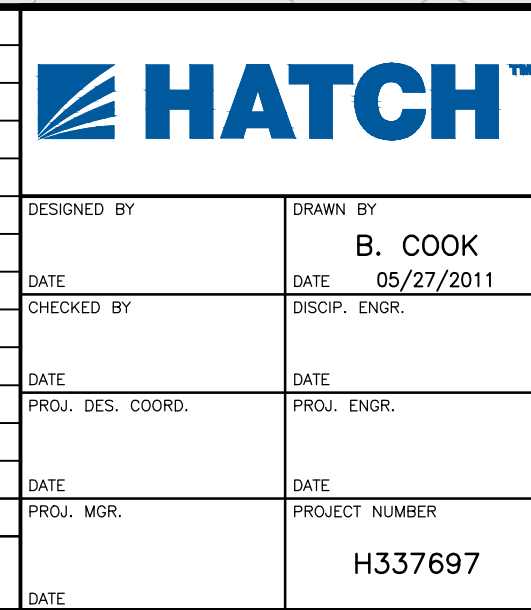 HATCH™
DESIGNED BY
DATE
DRAWN BY
B. COOK
DATE 05/27/2011
CHECKED BY
DATE
DISCIP. ENGR.
DATE
PROJ. DES. COORD.
DATE
PROJ. ENGR.
DATE
PROJ. MGR.
DATE
PROJECT NUMBER
H337697